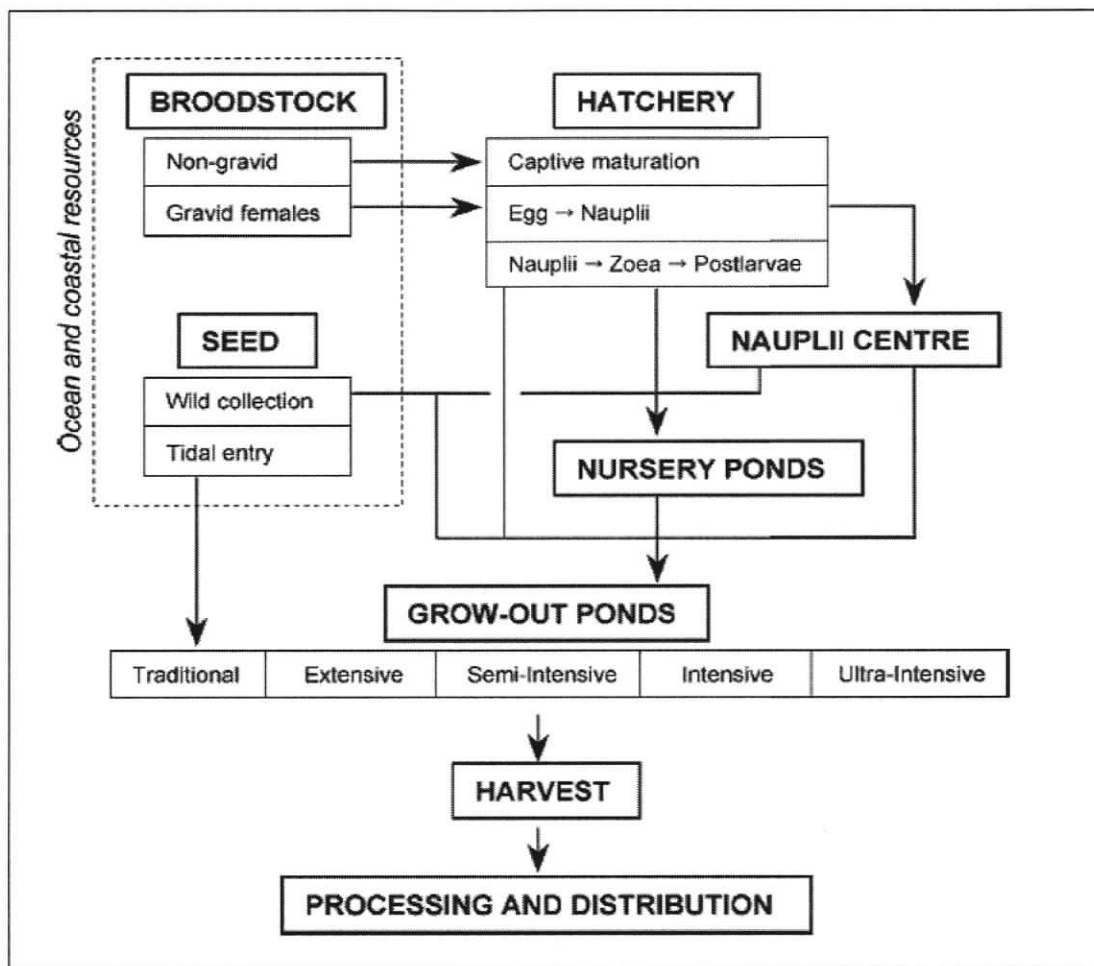 Ocean and coastal resources
BROODSTOCK
Non-gravid
Gravid females
HATCHERY
Captive maturation
Egg → Nauplii
Nauplii → Zoea → Postlarvae
SEED
Wild collection
Tidal entry
NAUPLII CENTRE
NURSERY PONDS
GROW-OUT PONDS
Traditional
Extensive
Semi-Intensive
Intensive
Ultra-Intensive
HARVEST
PROCESSING AND DISTRIBUTION